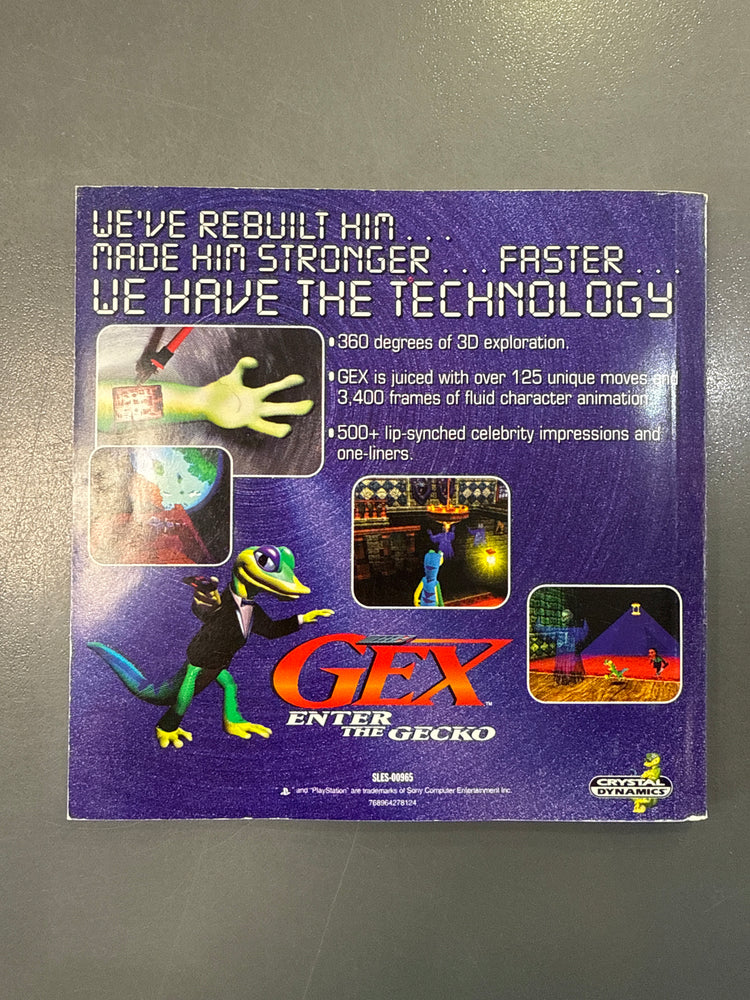 WE'VE REBUILT HIM . . .
MADE HIM STRONGER . . . FASTER . . .
WE HAVE THE TECHNOLOGY
• 360 degrees of 3D exploration.
• GEX is juiced with over 125 unique moves and
3,400 frames of fluid character animation.
• 500+ lip-synched celebrity impressions and
one-liners.
GEX™
ENTER
THE GECKO
SLES-00965
and "PlayStation" are trademarks of Sony Computer Entertainment Inc.
768964278124
CRYSTAL
DYNAMICS